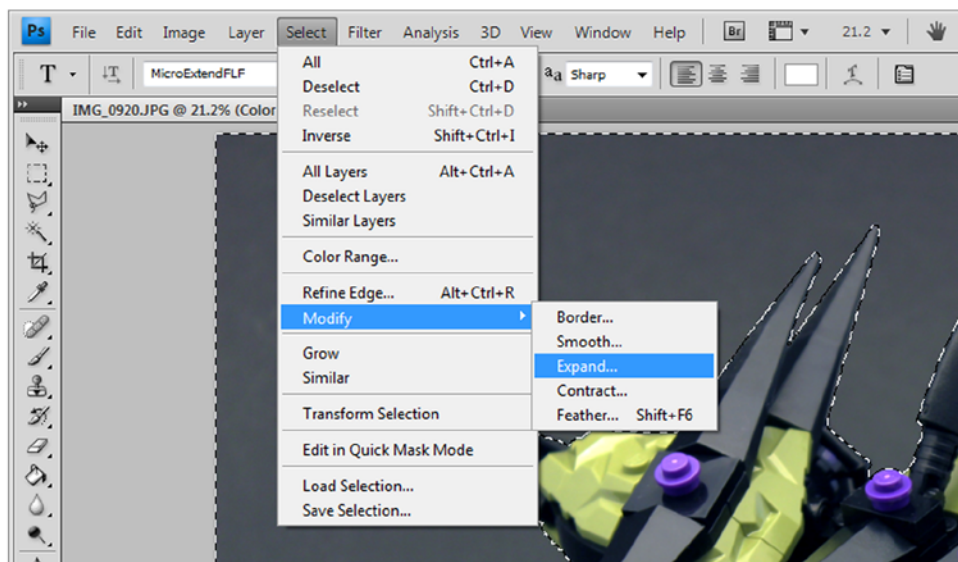 Ps File Edit Image Layer Select Filter Analysis 3D View Window Help Br 21.2
T T MicroExtendFLF aa Sharp
IMG_0920.JPG @ 21.2% (Color
All Ctrl+A
Deselect Ctrl+D
Reselect Shift+Ctrl+D
Inverse Shift+Ctrl+I
All Layers Alt+Ctrl+A
Deselect Layers
Similar Layers
Color Range...
Refine Edge... Alt+Ctrl+R
Modify
Border...
Smooth...
Expand...
Contract...
Feather... Shift+F6
Grow
Similar
Transform Selection
Edit in Quick Mask Mode
Load Selection...
Save Selection...